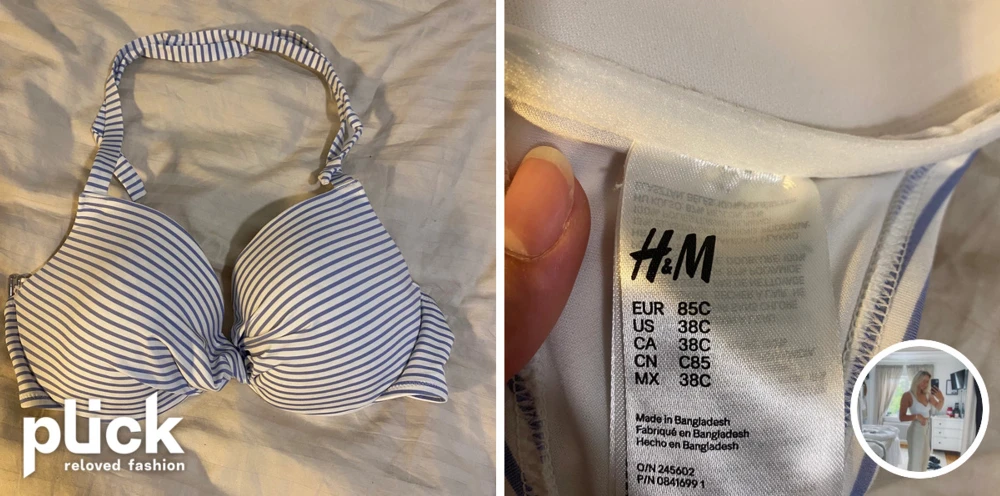 plick
reloved fashion
H&M
EUR 85C
US 38C
CA 38C
CN C85
MX 38C
Made in Bangladesh
Fabriqué en Bangladesh
Hecho en Bangladesh
O/N 245602
P/N 0841699 1